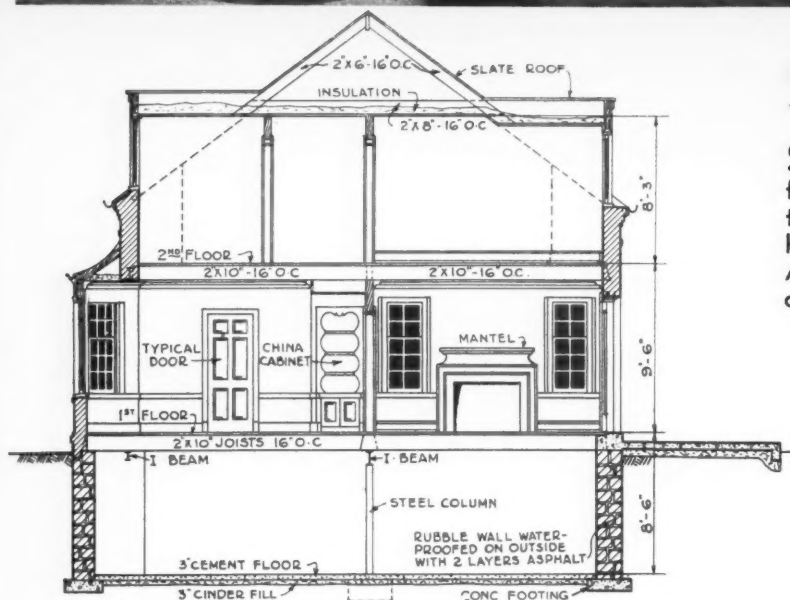 2"X6"-16"O.C
SLATE ROOF
INSULATION
2"X8"-16"O.C
8'-3"
2ND FLOOR
2"X10"-16"O.C
2"X10"-16"O.C.
TYPICAL
DOOR
CHINA
CABINET
MANTEL
9'-6"
1ST FLOOR
2"X10" JOISTS 16"O.C
I BEAM
I-BEAM
STEEL COLUMN
8'-6"
RUBBLE WALL WATER-
PROOFED ON OUTSIDE
WITH 2 LAYERS ASPHALT
3"CEMENT FLOOR
3"CINDER FILL
CONC FOOTING